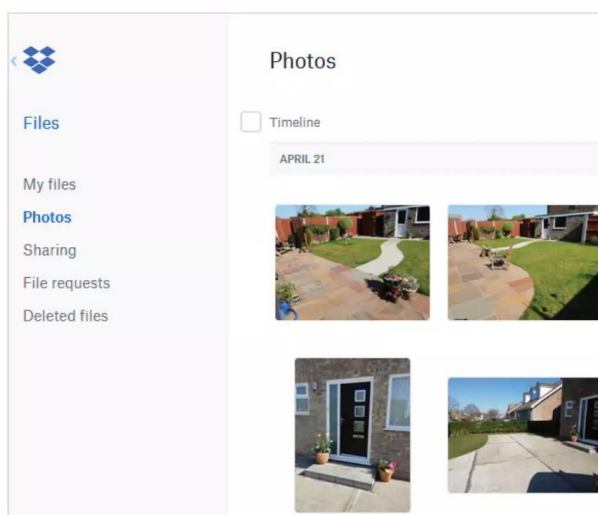 Photos
Files
Timeline
APRIL 21
My files
Photos
Sharing
File requests
Deleted files